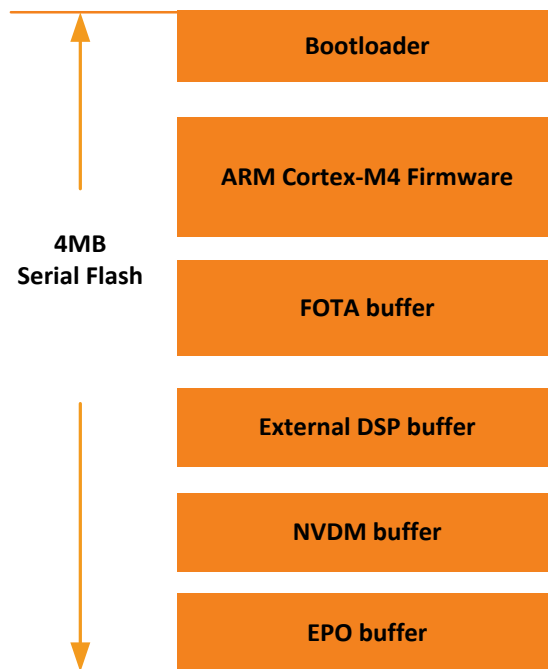 Bootloader
ARM Cortex-M4 Firmware
4MB
Serial Flash
FOTA buffer
External DSP buffer
NVDM buffer
EPO buffer